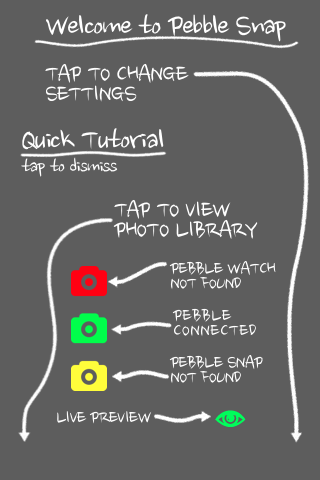 Welcome to Pebble Snap
TAP TO CHANGE
SETTINGS
Quick Tutorial
tap to dismiss
TAP TO VIEW
PHOTO LIBRARY
PEBBLE WATCH
NOT FOUND
PEBBLE
CONNECTED
PEBBLE SNAP
NOT FOUND
LIVE PREVIEW